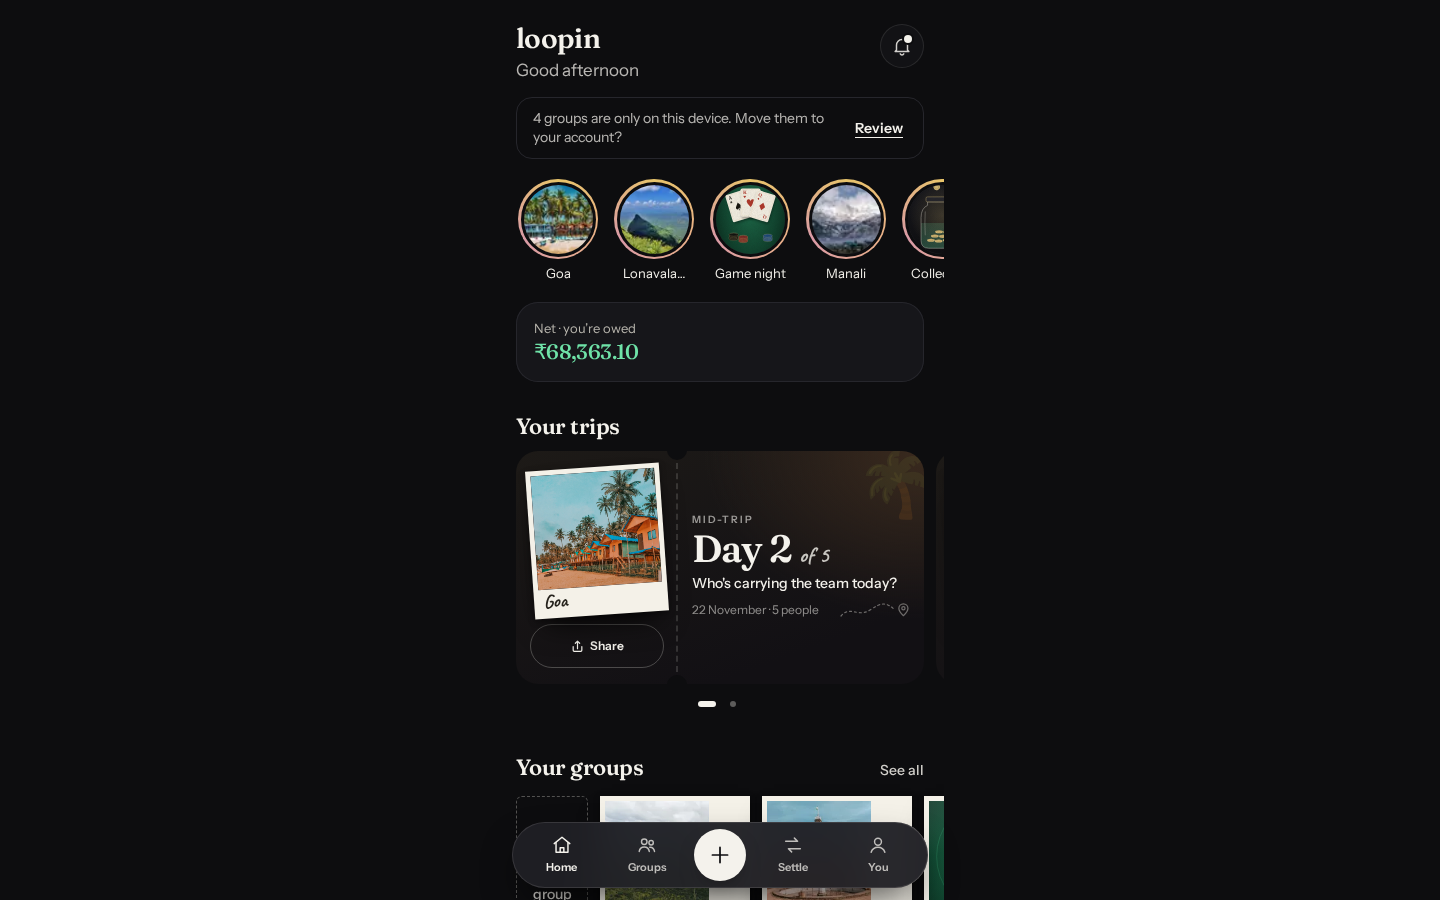 loopin
Good afternoon
4 groups are only on this device. Move them to
your account?
Review
Goa
Lonavala...
Game night
Manali
Collec
Net · you're owed
₹68,363.10
Your trips
Goa
Share
MID-TRIP
Day 2 of 5
Who's carrying the team today?
22 November · 5 people
Your groups
See all
group
Home
Groups
Settle
You